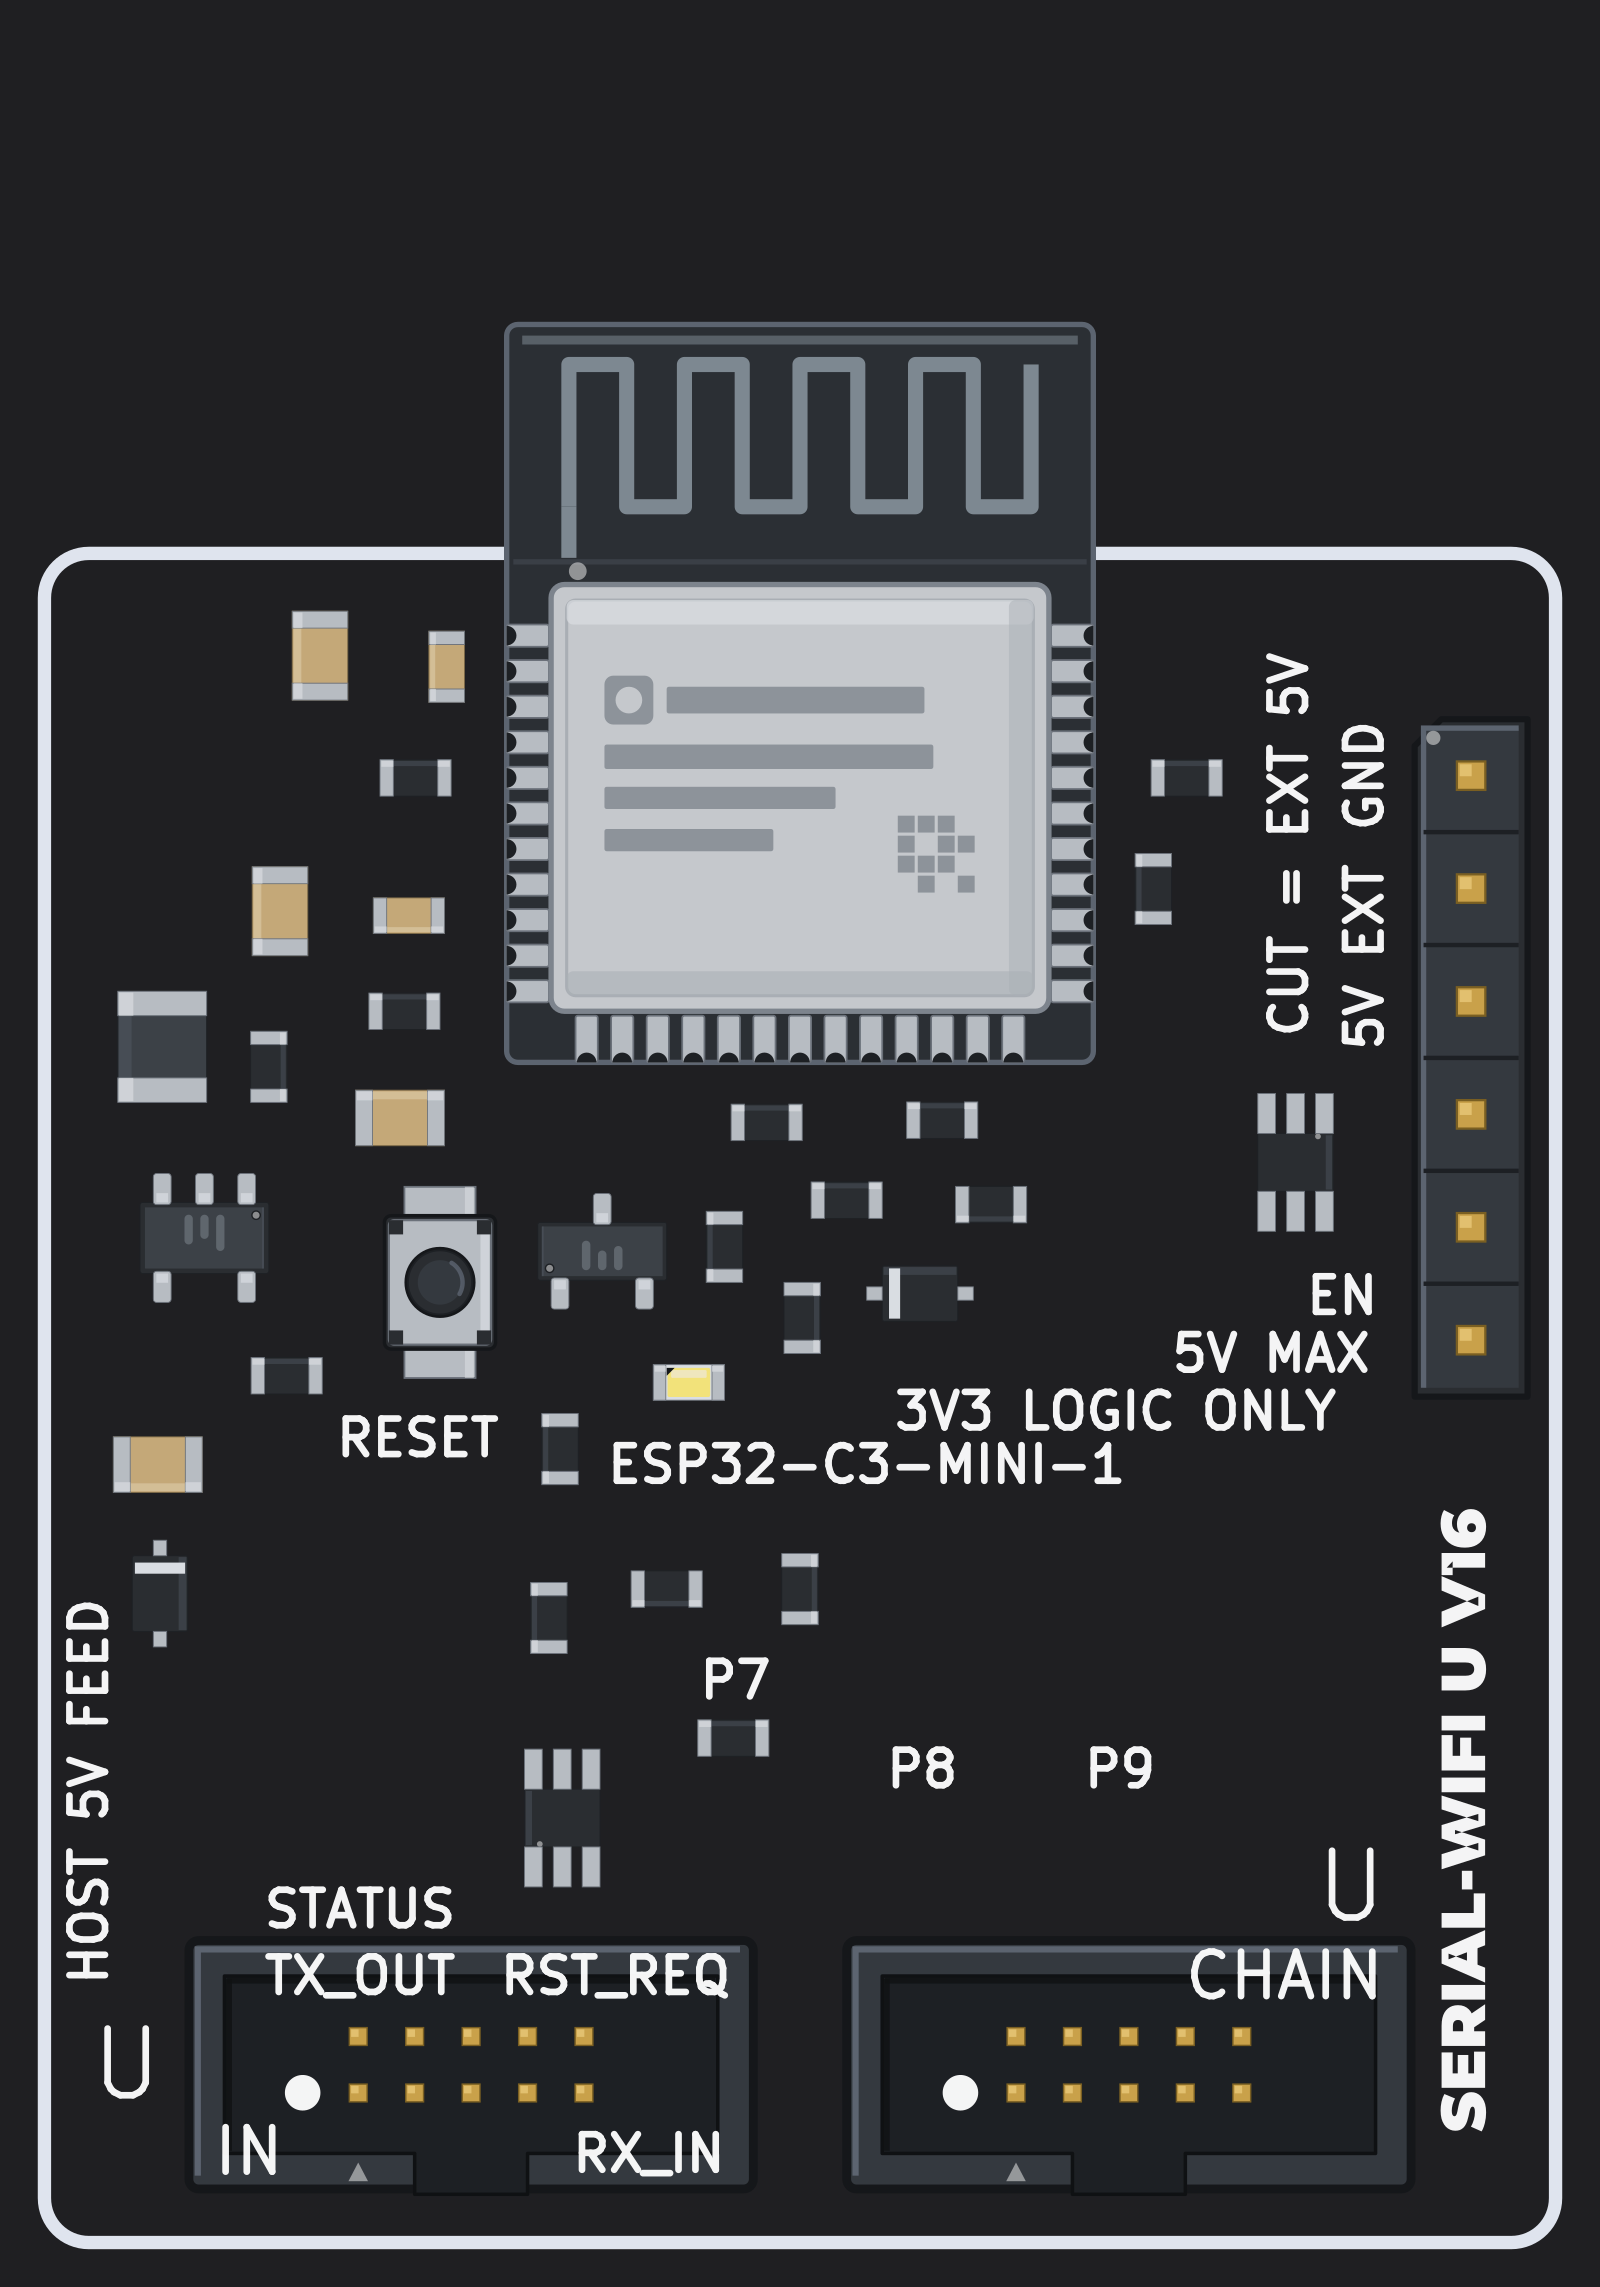 CUT = EXT 5V
5V EXT GND
EN
5V MAX
3V3 LOGIC ONLY
RESET
ESP32-C3-MINI-1
SERIAL-WIFI U V16
HOST 5V FEED
P7
P8 P9
U
STATUS
TX_OUT RST_REQ
CHAIN
U
IN
RX_IN